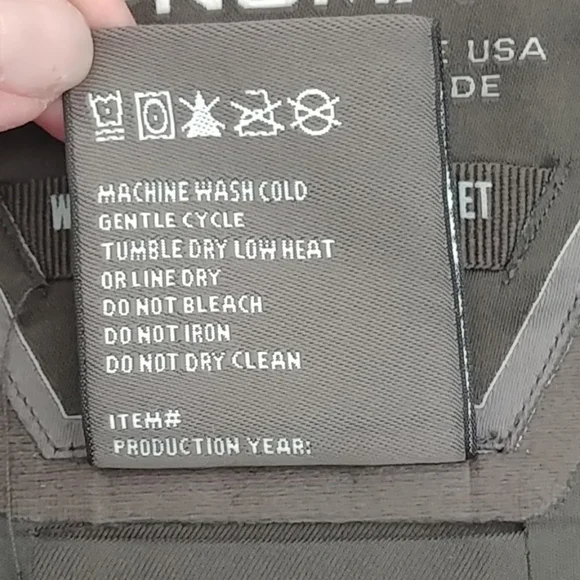 USA
DE
ET
MACHINE WASH COLD
GENTLE CYCLE
TUMBLE DRY LOW HEAT
OR LINE DRY
DO NOT BLEACH
DO NOT IRON
DO NOT DRY CLEAN
ITEM#
PRODUCTION YEAR: